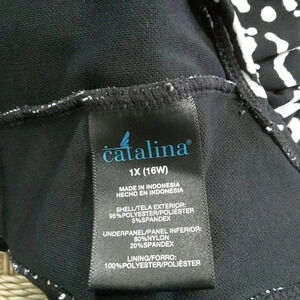 catalina®
1X (16W)
MADE IN INDONESIA
HECHO EN INDONESIA
SHELL/TELA EXTERIOR:
95%POLYESTER/POLIÉSTER
5%SPANDEX
UNDERPANEL/PANEL INTERIOR:
80%NYLON
20%SPANDEX
LINING/FORRO:
100%POLYESTER/POLIÉSTER